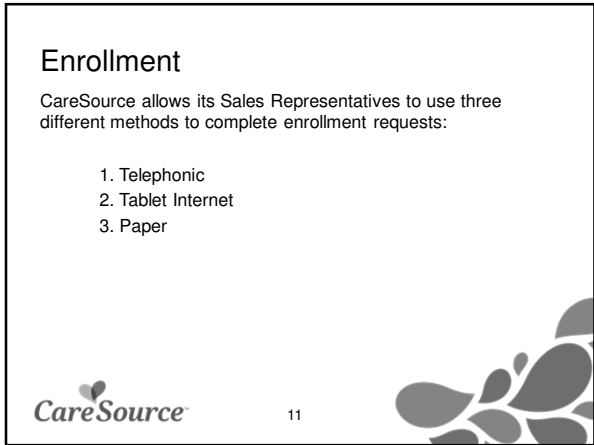 Enrollment
CareSource allows its Sales Representatives to use three
different methods to complete enrollment requests:
1. Telephonic
2. Tablet Internet
3. Paper
CareSource
11